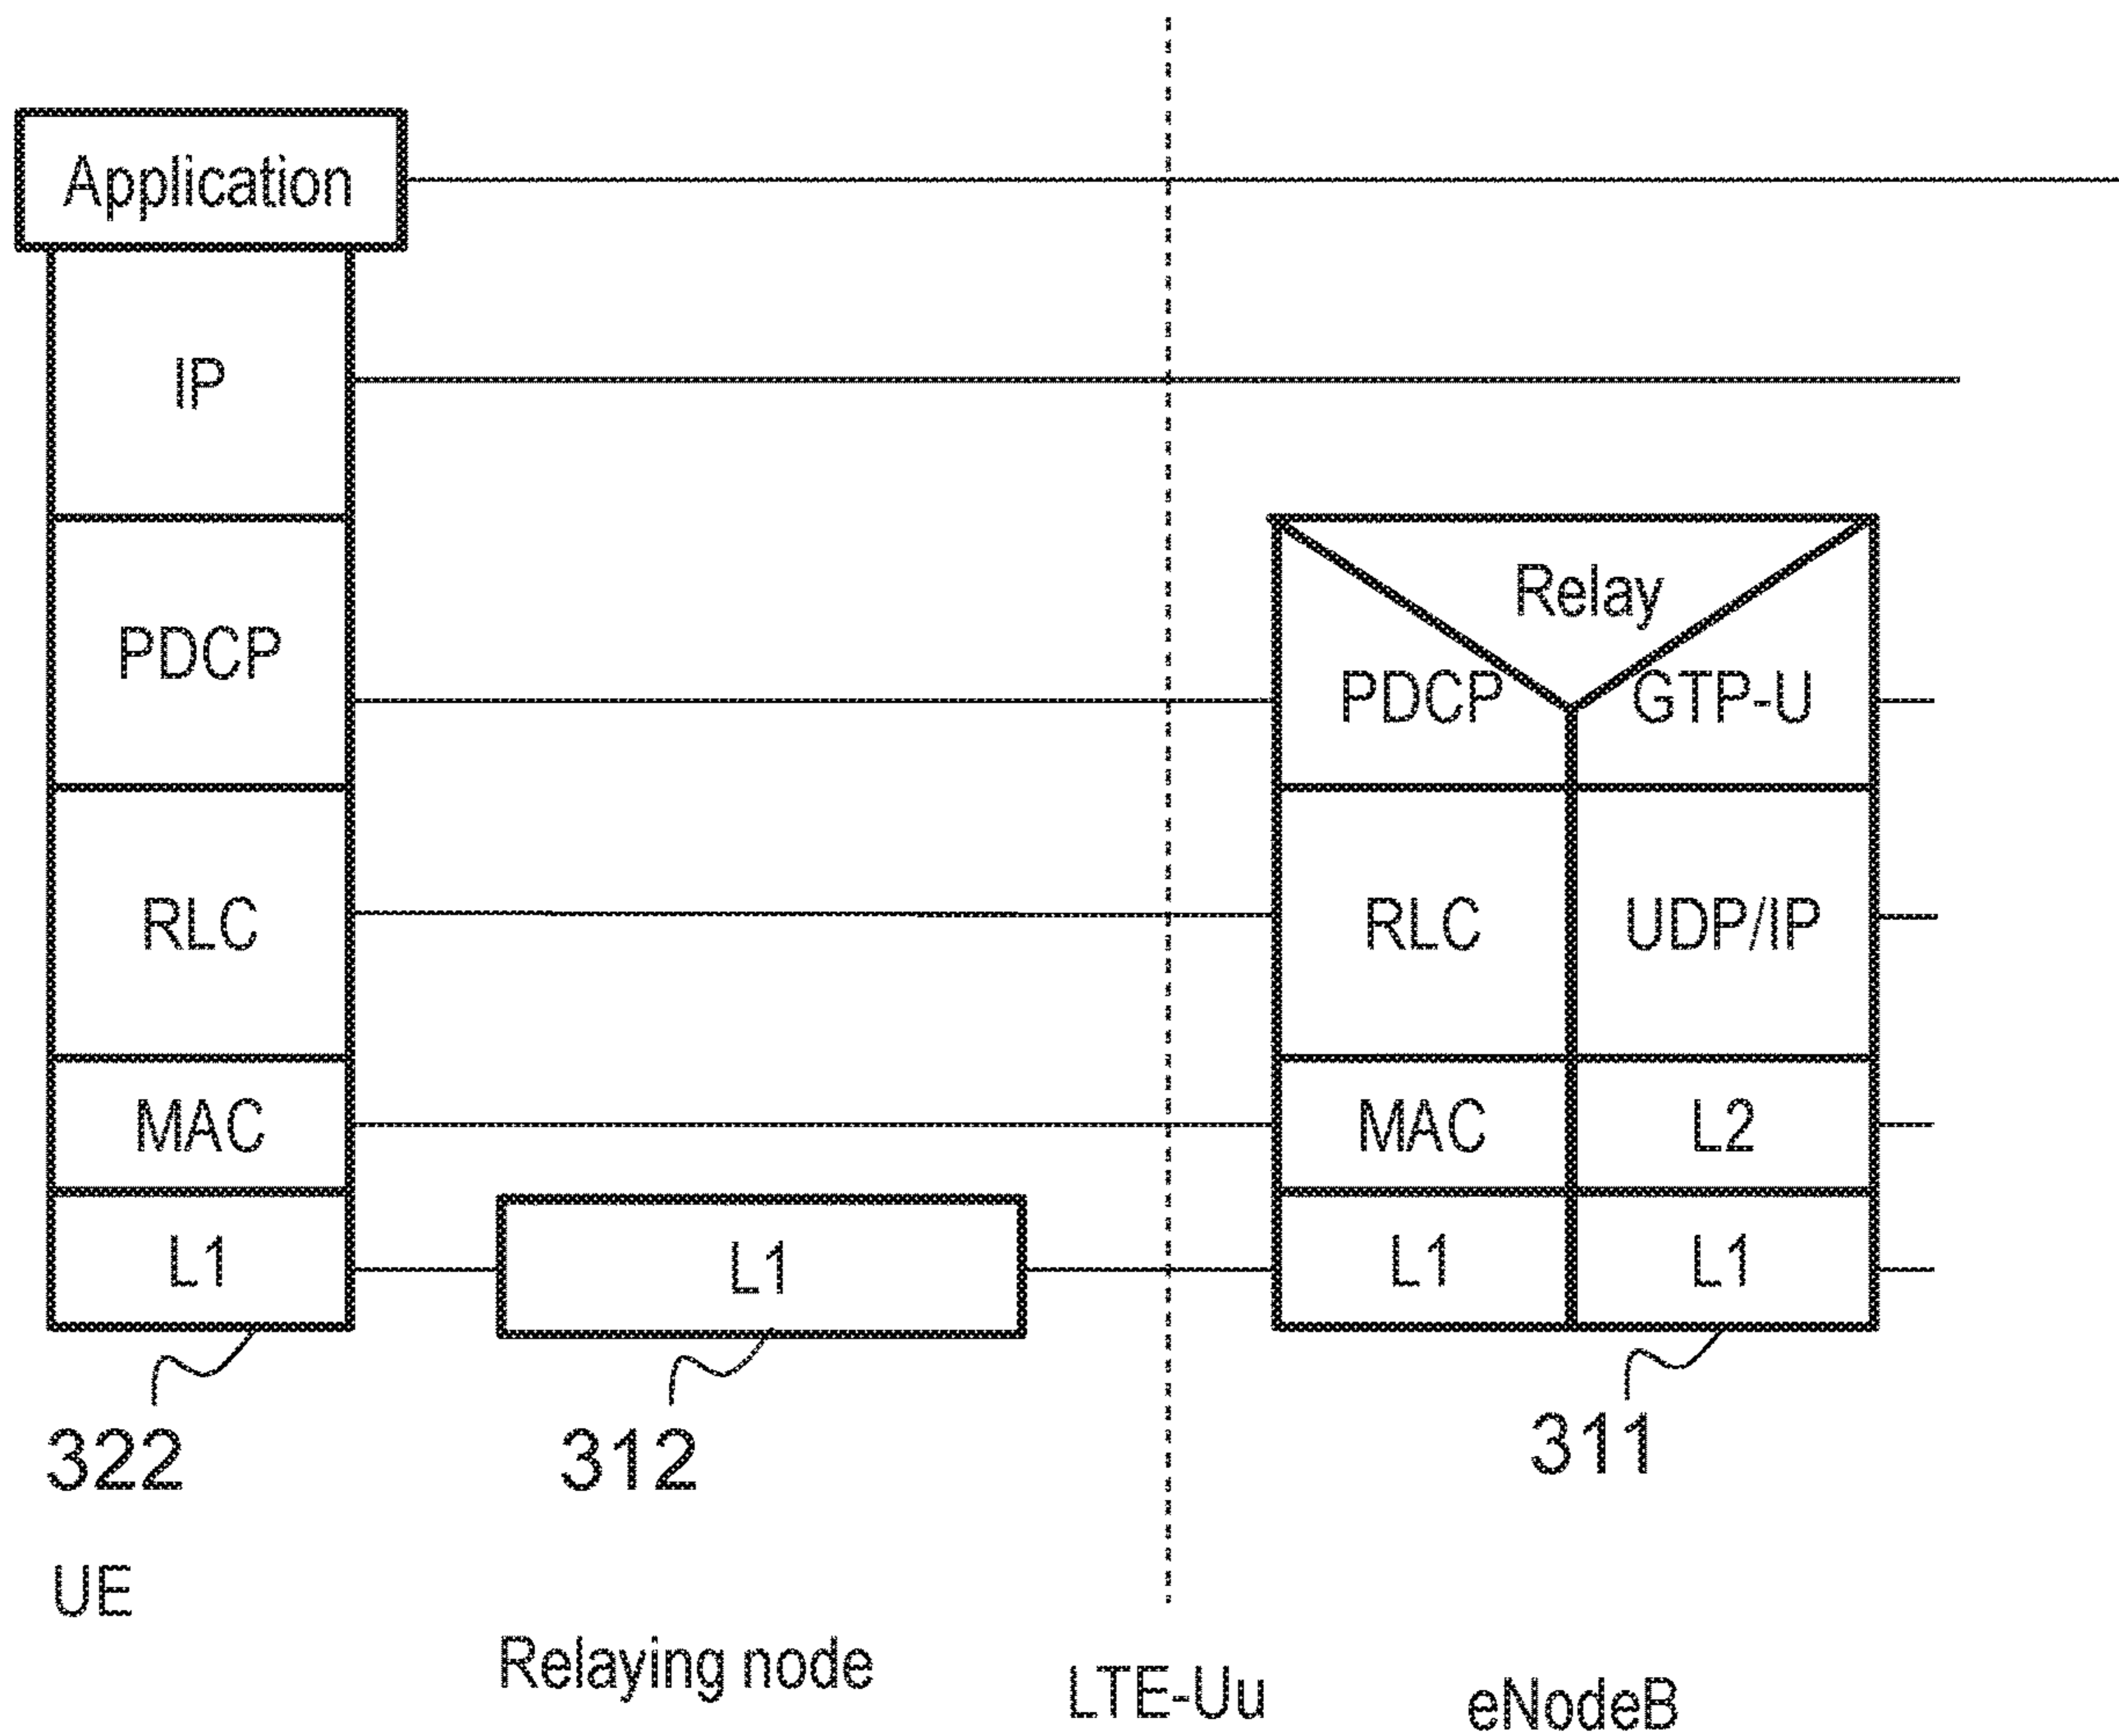 Application
IP
PDCP
RLC
MAC
L1
L1
Relay
PDCP GTP-U
RLC UDP/IP
MAC L2
L1 L1
322 312 311
UE
Relaying node
LTE-Uu
eNodeB